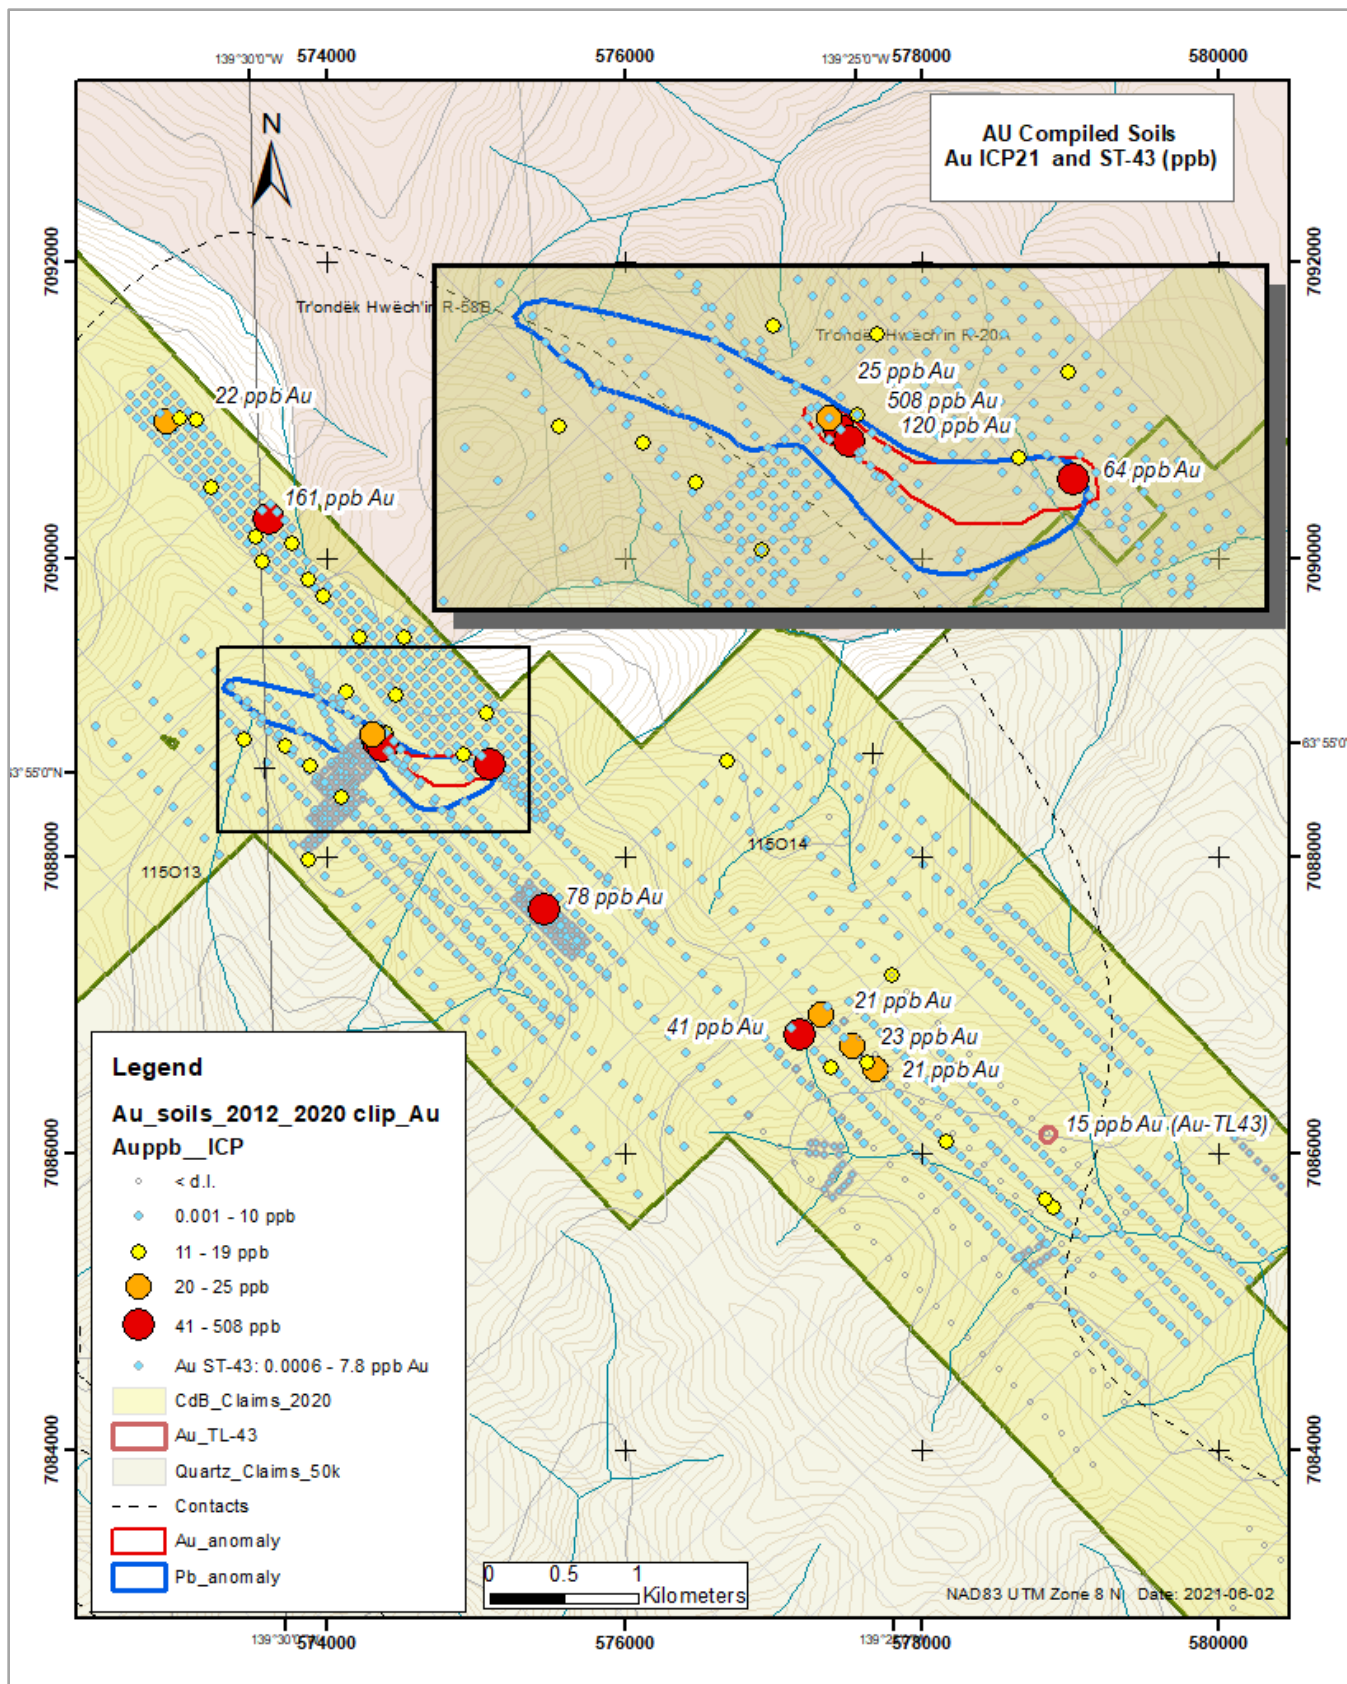 139°30'0"W 574000 576000 139°25'0"W 578000 580000
N
AU Compiled Soils
Au ICP21 and ST-43 (ppb)
7092000
7092000
Tr'ondëk Hwëch'in R-58B
Tr'ondëk Hwëch'in R-20A
25 ppb Au
508 ppb Au
120 ppb Au
64 ppb Au
22 ppb Au
161 ppb Au
7090000
7090000
63°55'0"N
115O13
115O14
7088000
7088000
78 ppb Au
41 ppb Au
21 ppb Au
23 ppb Au
21 ppb Au
15 ppb Au (Au-TL43)
7086000
7086000
Legend
Au_soils_2012_2020 clip_Au
Auppb__ICP
< d.l.
0.001 - 10 ppb
11 - 19 ppb
20 - 25 ppb
41 - 508 ppb
Au ST-43: 0.0006 - 7.8 ppb Au
CdB_Claims_2020
Au_TL-43
Quartz_Claims_50k
Contacts
Au_anomaly
Pb_anomaly
7084000
7084000
0 0.5 1
Kilometers
NAD83 UTM Zone 8 N Date: 2021-06-02
574000 576000 578000 580000